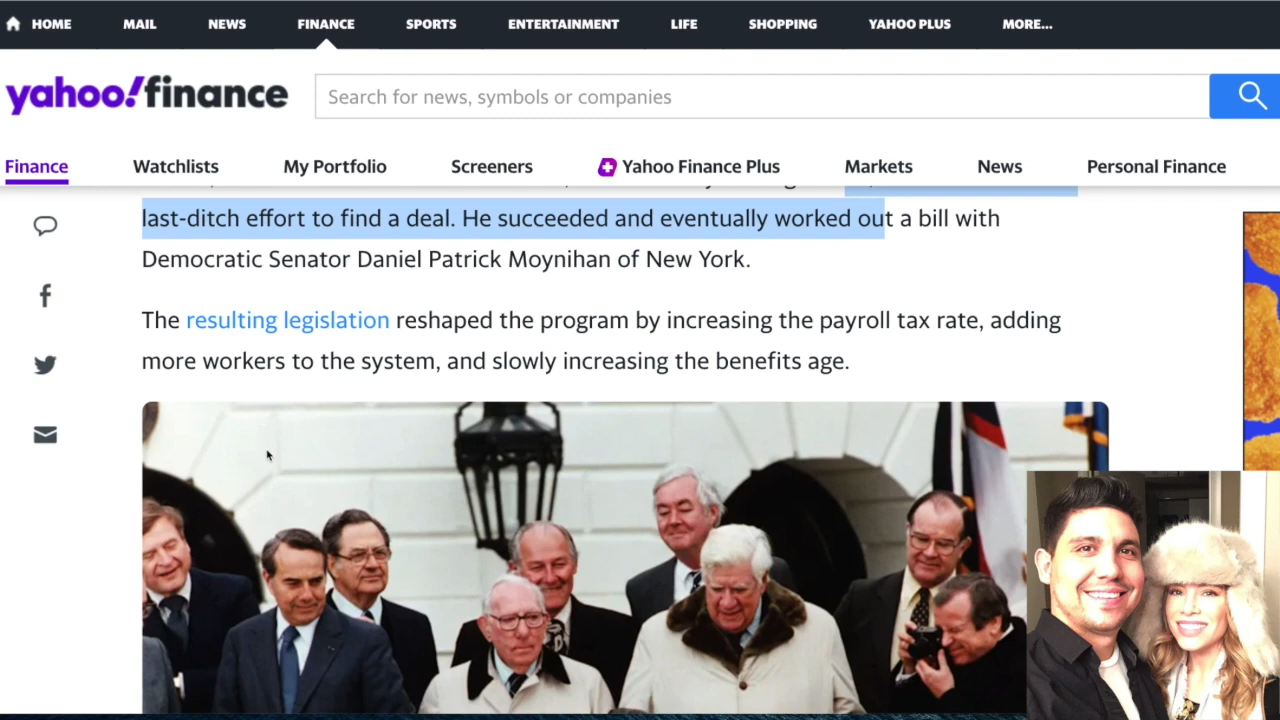 HOME MAIL NEWS FINANCE SPORTS ENTERTAINMENT LIFE SHOPPING YAHOO PLUS MORE...
yahoo!finance Search for news, symbols or companies
Finance Watchlists My Portfolio Screeners Yahoo Finance Plus Markets News Personal Finance
last-ditch effort to find a deal. He succeeded and eventually worked out a bill with
Democratic Senator Daniel Patrick Moynihan of New York.
The resulting legislation reshaped the program by increasing the payroll tax rate, adding
more workers to the system, and slowly increasing the benefits age.